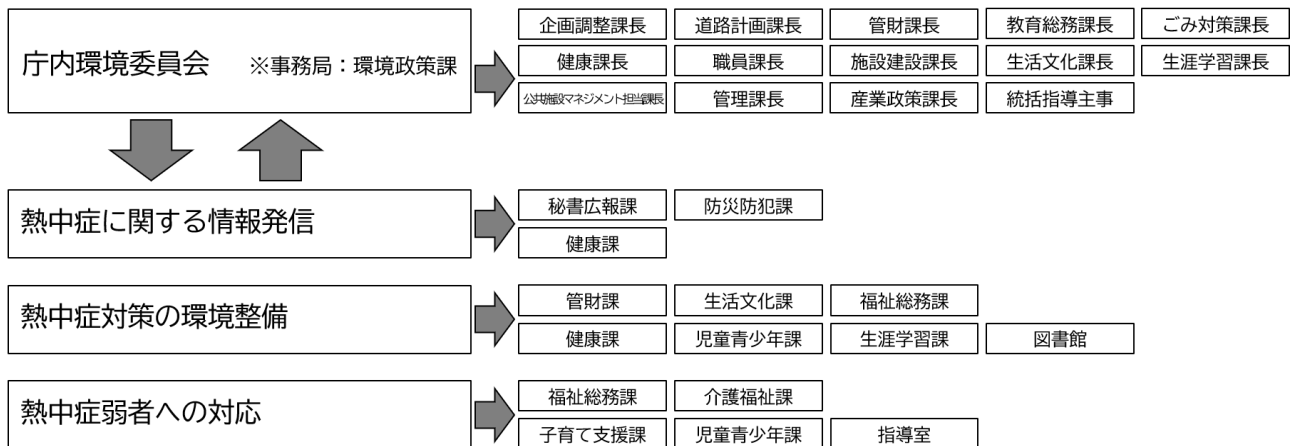 庁内環境委員会 ※事務局：環境政策課
企画調整課長 道路計画課長 管財課長 教育総務課長 ごみ対策課長
健康課長 職員課長 施設建設課長 生活文化課長 生涯学習課長
公共施設マネジメント担当課長 管理課長 産業政策課長 統括指導主事
熱中症に関する情報発信
秘書広報課 防災防犯課
健康課
熱中症対策の環境整備
管財課 生活文化課 福祉総務課
健康課 児童青少年課 生涯学習課 図書館
熱中症弱者への対応
福祉総務課 介護福祉課
子育て支援課 児童青少年課 指導室